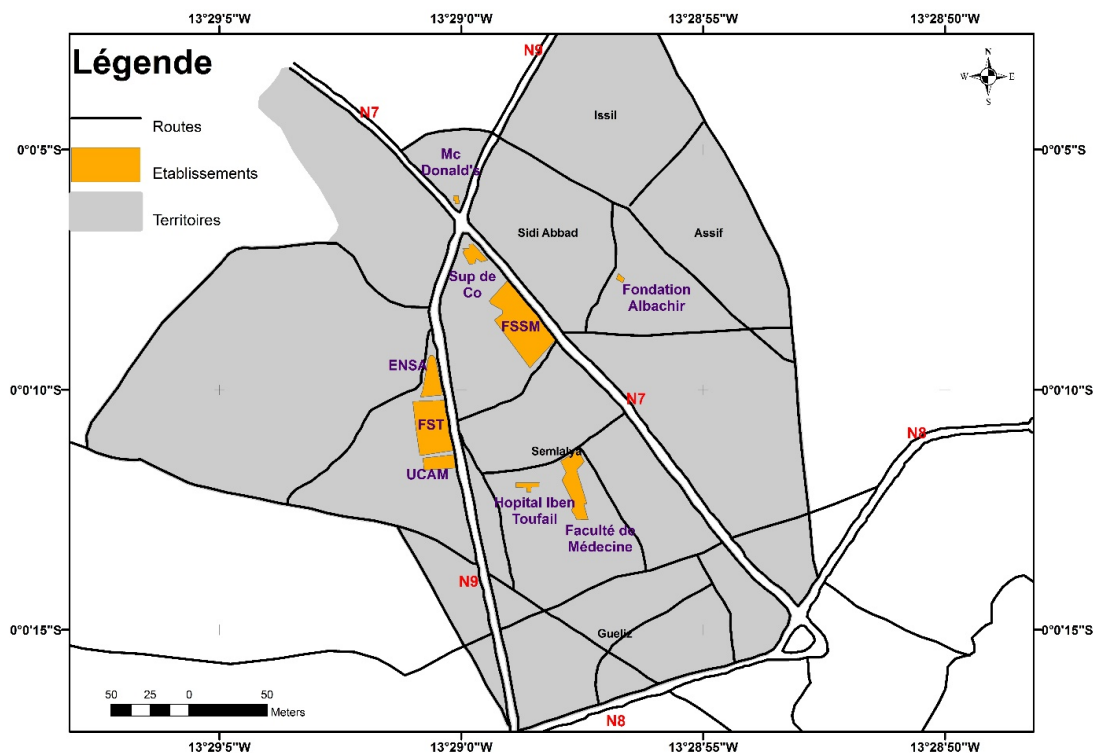 13°29'5"W
13°29'0"W
13°28'55"W
13°28'50"W
Légende
Routes
Etablissements
Territoires
N9
N
W
E
S
N7
Issil
0°0'5"S
0°0'5"S
Mc
Donald's
Sidi Abbad
Assif
Sup de
Co
Fondation
Albachir
FSSM
ENSA
0°0'10"S
0°0'10"S
N7
FST
N8
Semlalya
UCAM
Hopital Iben
Toufail
Faculté de
Médecine
N9
0°0'15"S
0°0'15"S
Gueliz
50
25
0
50
Meters
N8
13°29'5"W
13°29'0"W
13°28'55"W
13°28'50"W